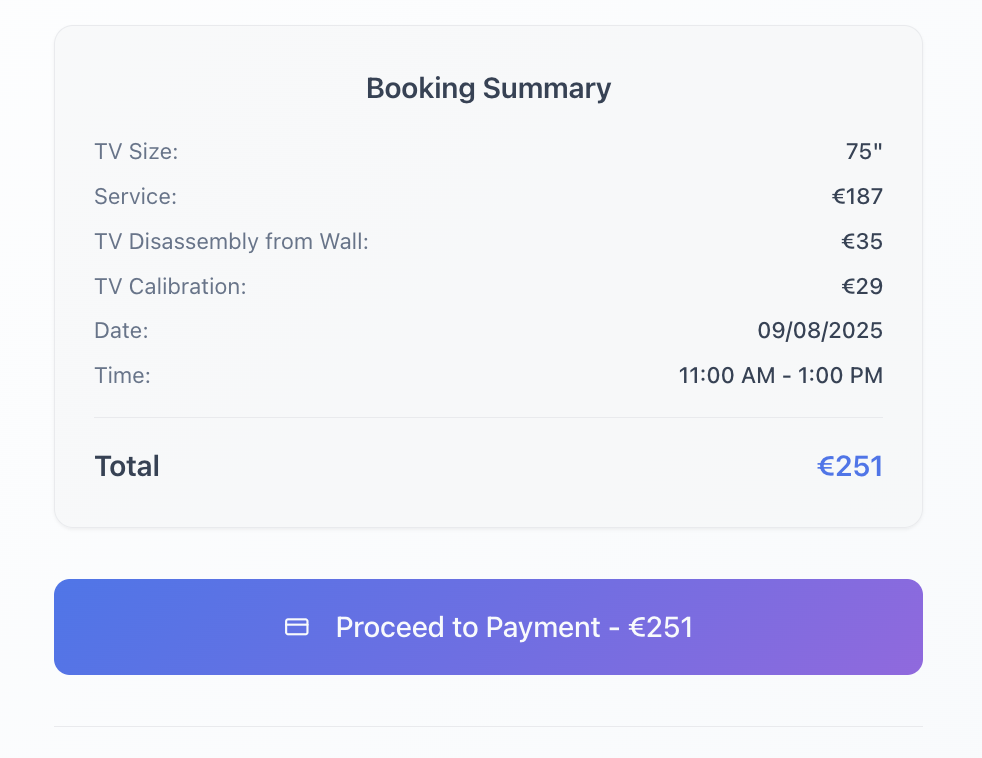 Booking Summary
TV Size: 75"
Service: €187
TV Disassembly from Wall: €35
TV Calibration: €29
Date: 09/08/2025
Time: 11:00 AM - 1:00 PM
Total €251
Proceed to Payment - €251